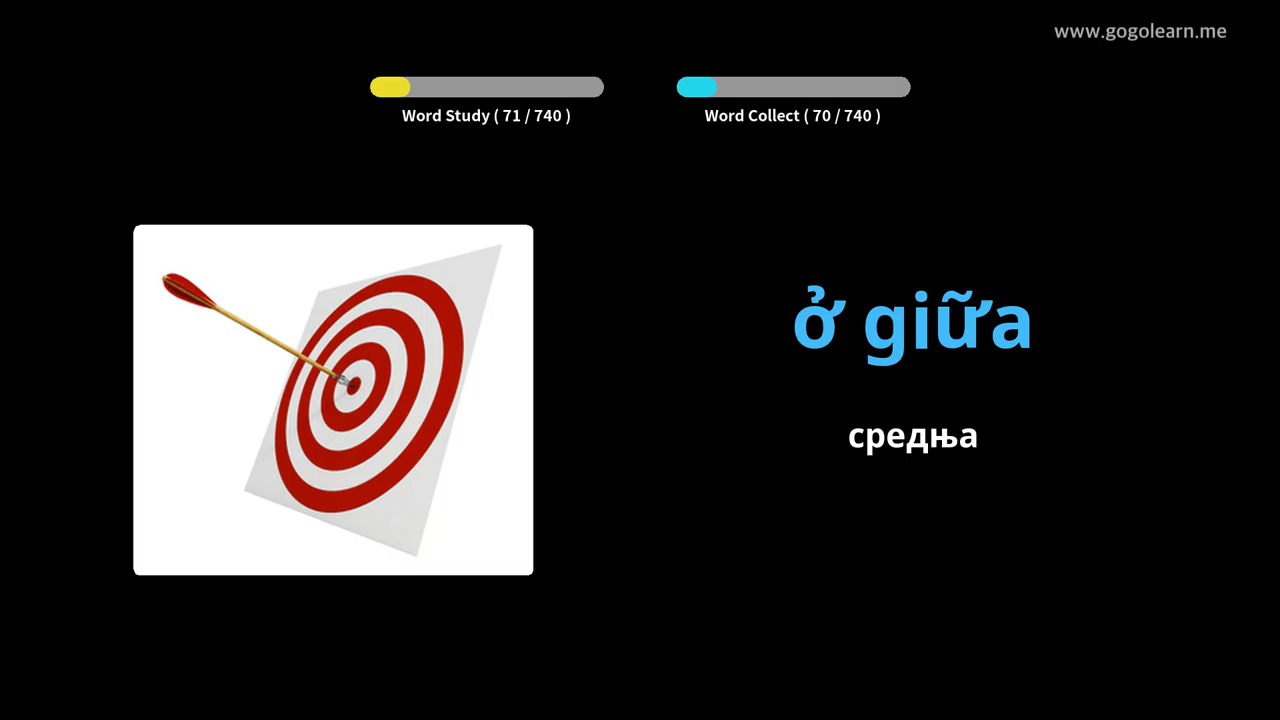 www.gogolearn.me
Word Study ( 71 / 740 )
Word Collect ( 70 / 740 )
ở giữa
средња